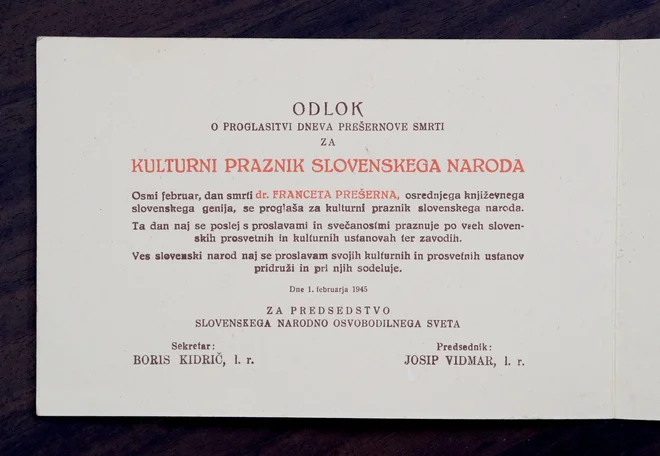 ODLOK
O PROGLASITVI DNEVA PREŠERNOVE SMRTI
ZA
KULTURNI PRAZNIK SLOVENSKEGA NARODA
Osmi februar, dan smrti dr. FRANCETA PREŠERNA, osrednjega književnega
slovenskega genija, se proglaša za kulturni praznik slovenskega naroda.
Ta dan naj se poslej s proslavami in svečanostmi praznuje po vseh sloven-
skih prosvetnih in kulturnih ustanovah ter zavodih.
Ves slovenski narod naj se proslavam svojih kulturnih in prosvetnih ustanov
pridruži in pri njih sodeluje.
Dne 1. februarja 1945
ZA PREDSEDSTVO
SLOVENSKEGA NARODNO OSVOBODILNEGA SVETA
Sekretar: Predsednik:
BORIS KIDRIČ, l. r. JOSIP VIDMAR, l. r.